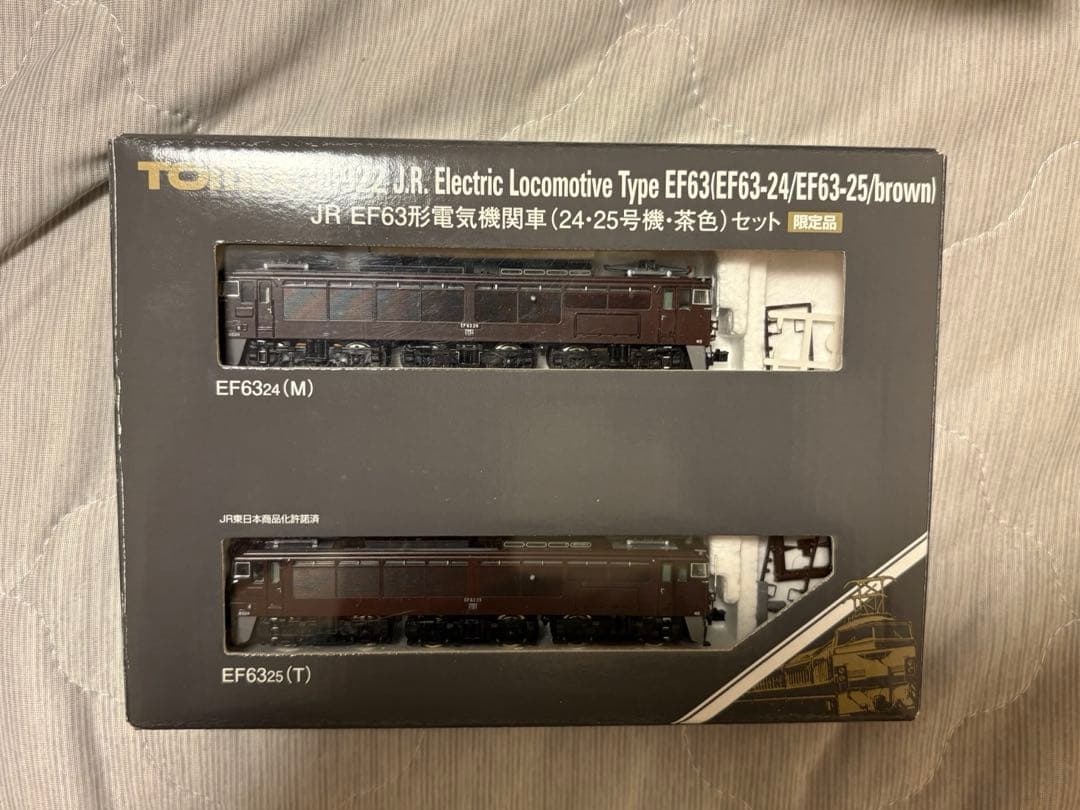 J.R. Electric Locomotive Type EF63(EF63-24/EF63-25/brown)
JR EF63形電気機関車(24・25号機・茶色)セット 限定品
EF6324(M)
JR東日本商品化許諾済
EF6325(T)